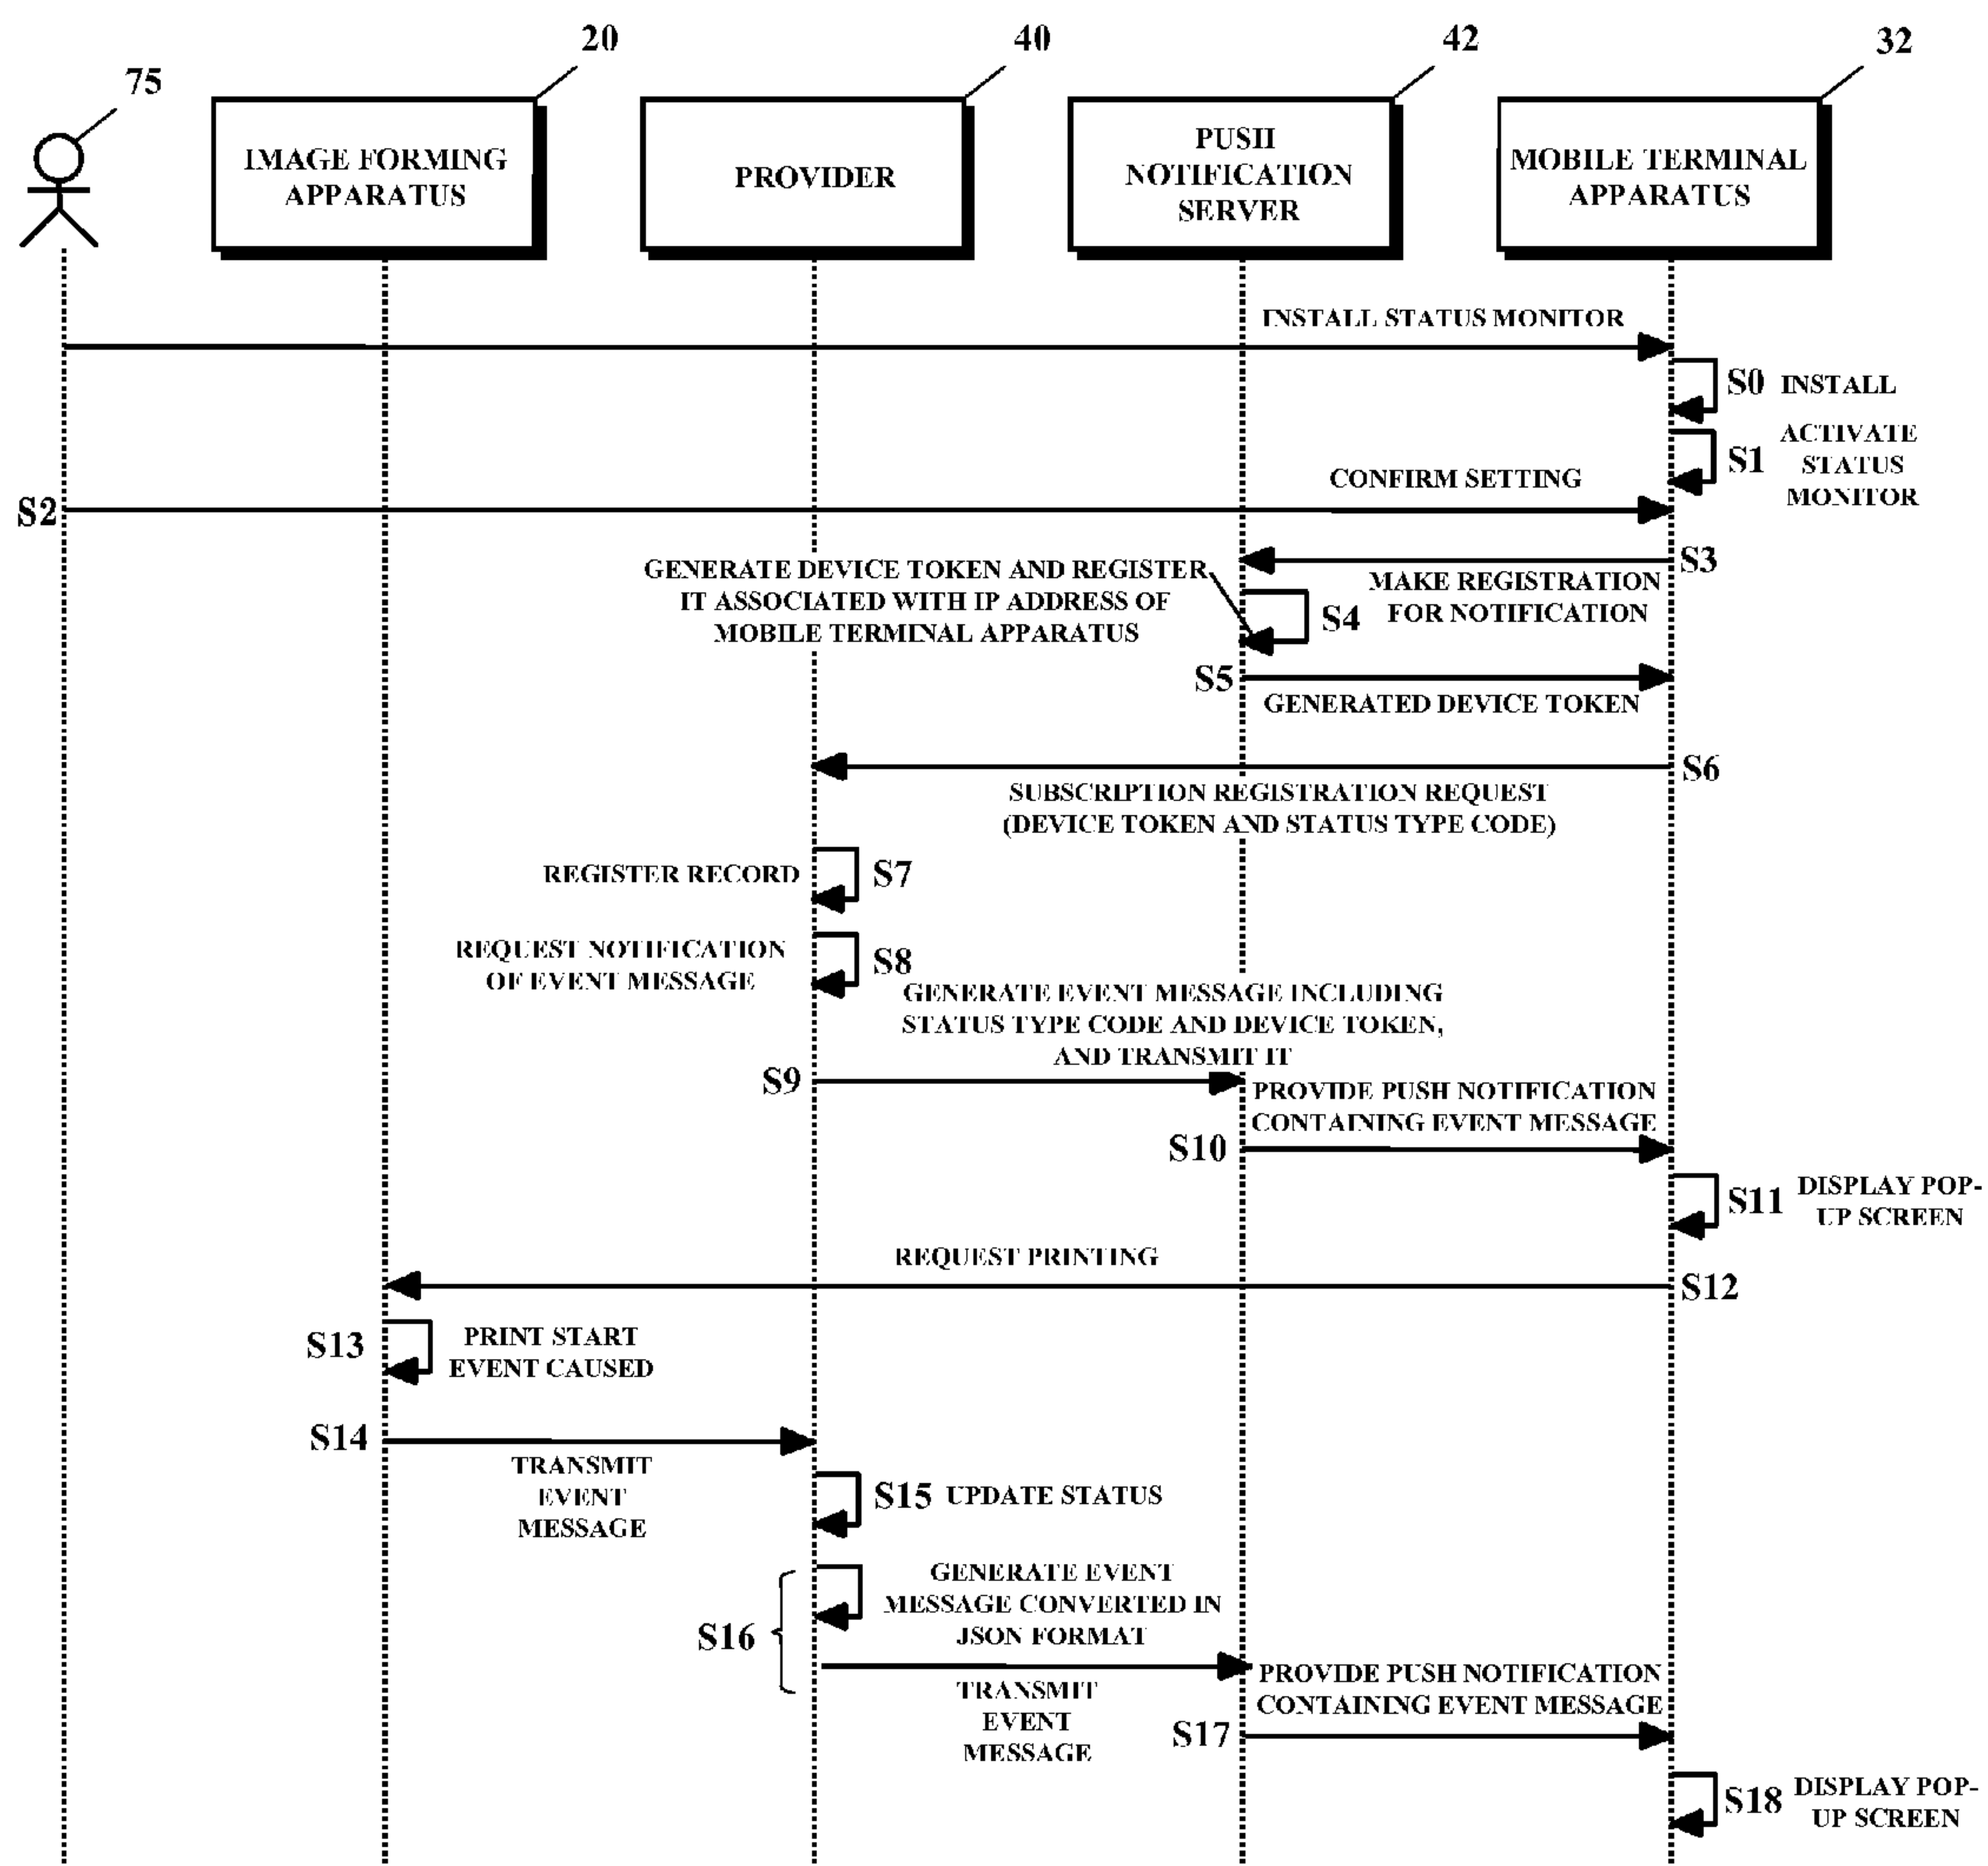 20
40
42
32
75
IMAGE FORMING
APPARATUS
PROVIDER
PUSH
NOTIFICATION
SERVER
MOBILE TERMINAL
APPARATUS
INSTALL STATUS MONITOR
S0 INSTALL
S1 ACTIVATE
STATUS
MONITOR
S2
CONFIRM SETTING
S3
MAKE REGISTRATION
FOR NOTIFICATION
GENERATE DEVICE TOKEN AND REGISTER
IT ASSOCIATED WITH IP ADDRESS OF
MOBILE TERMINAL APPARATUS
S4
S5
GENERATED DEVICE TOKEN
S6
SUBSCRIPTION REGISTRATION REQUEST
(DEVICE TOKEN AND STATUS TYPE CODE)
REGISTER RECORD
S7
REQUEST NOTIFICATION
OF EVENT MESSAGE
S8
GENERATE EVENT MESSAGE INCLUDING
STATUS TYPE CODE AND DEVICE TOKEN,
AND TRANSMIT IT
S9
PROVIDE PUSH NOTIFICATION
CONTAINING EVENT MESSAGE
S10
S11 DISPLAY POP-
UP SCREEN
REQUEST PRINTING
S12
S13
PRINT START
EVENT CAUSED
S14
TRANSMIT
EVENT
MESSAGE
S15 UPDATE STATUS
S16
GENERATE EVENT
MESSAGE CONVERTED IN
JSON FORMAT
TRANSMIT
EVENT
MESSAGE
PROVIDE PUSH NOTIFICATION
CONTAINING EVENT MESSAGE
S17
S18 DISPLAY POP-
UP SCREEN